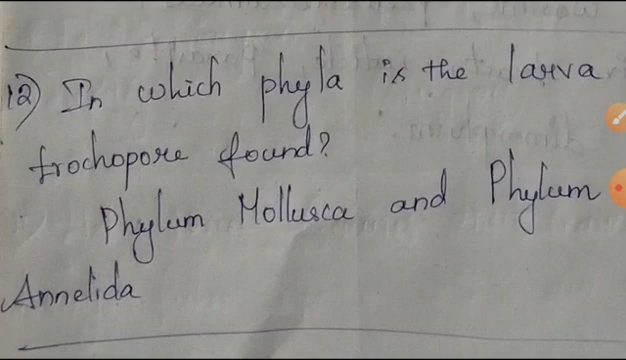 12) In which phyla is the larva
trochopore found?
Phylum Mollusca and Phylum
Annelida